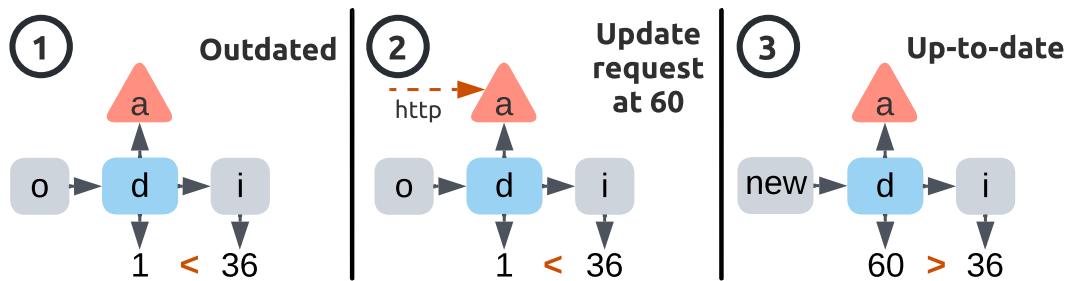 1
Outdated
a
o
d
i
1 < 36
2
Update
request
at 60
http
a
o
d
i
1 < 36
3
Up-to-date
a
new
d
i
60 > 36